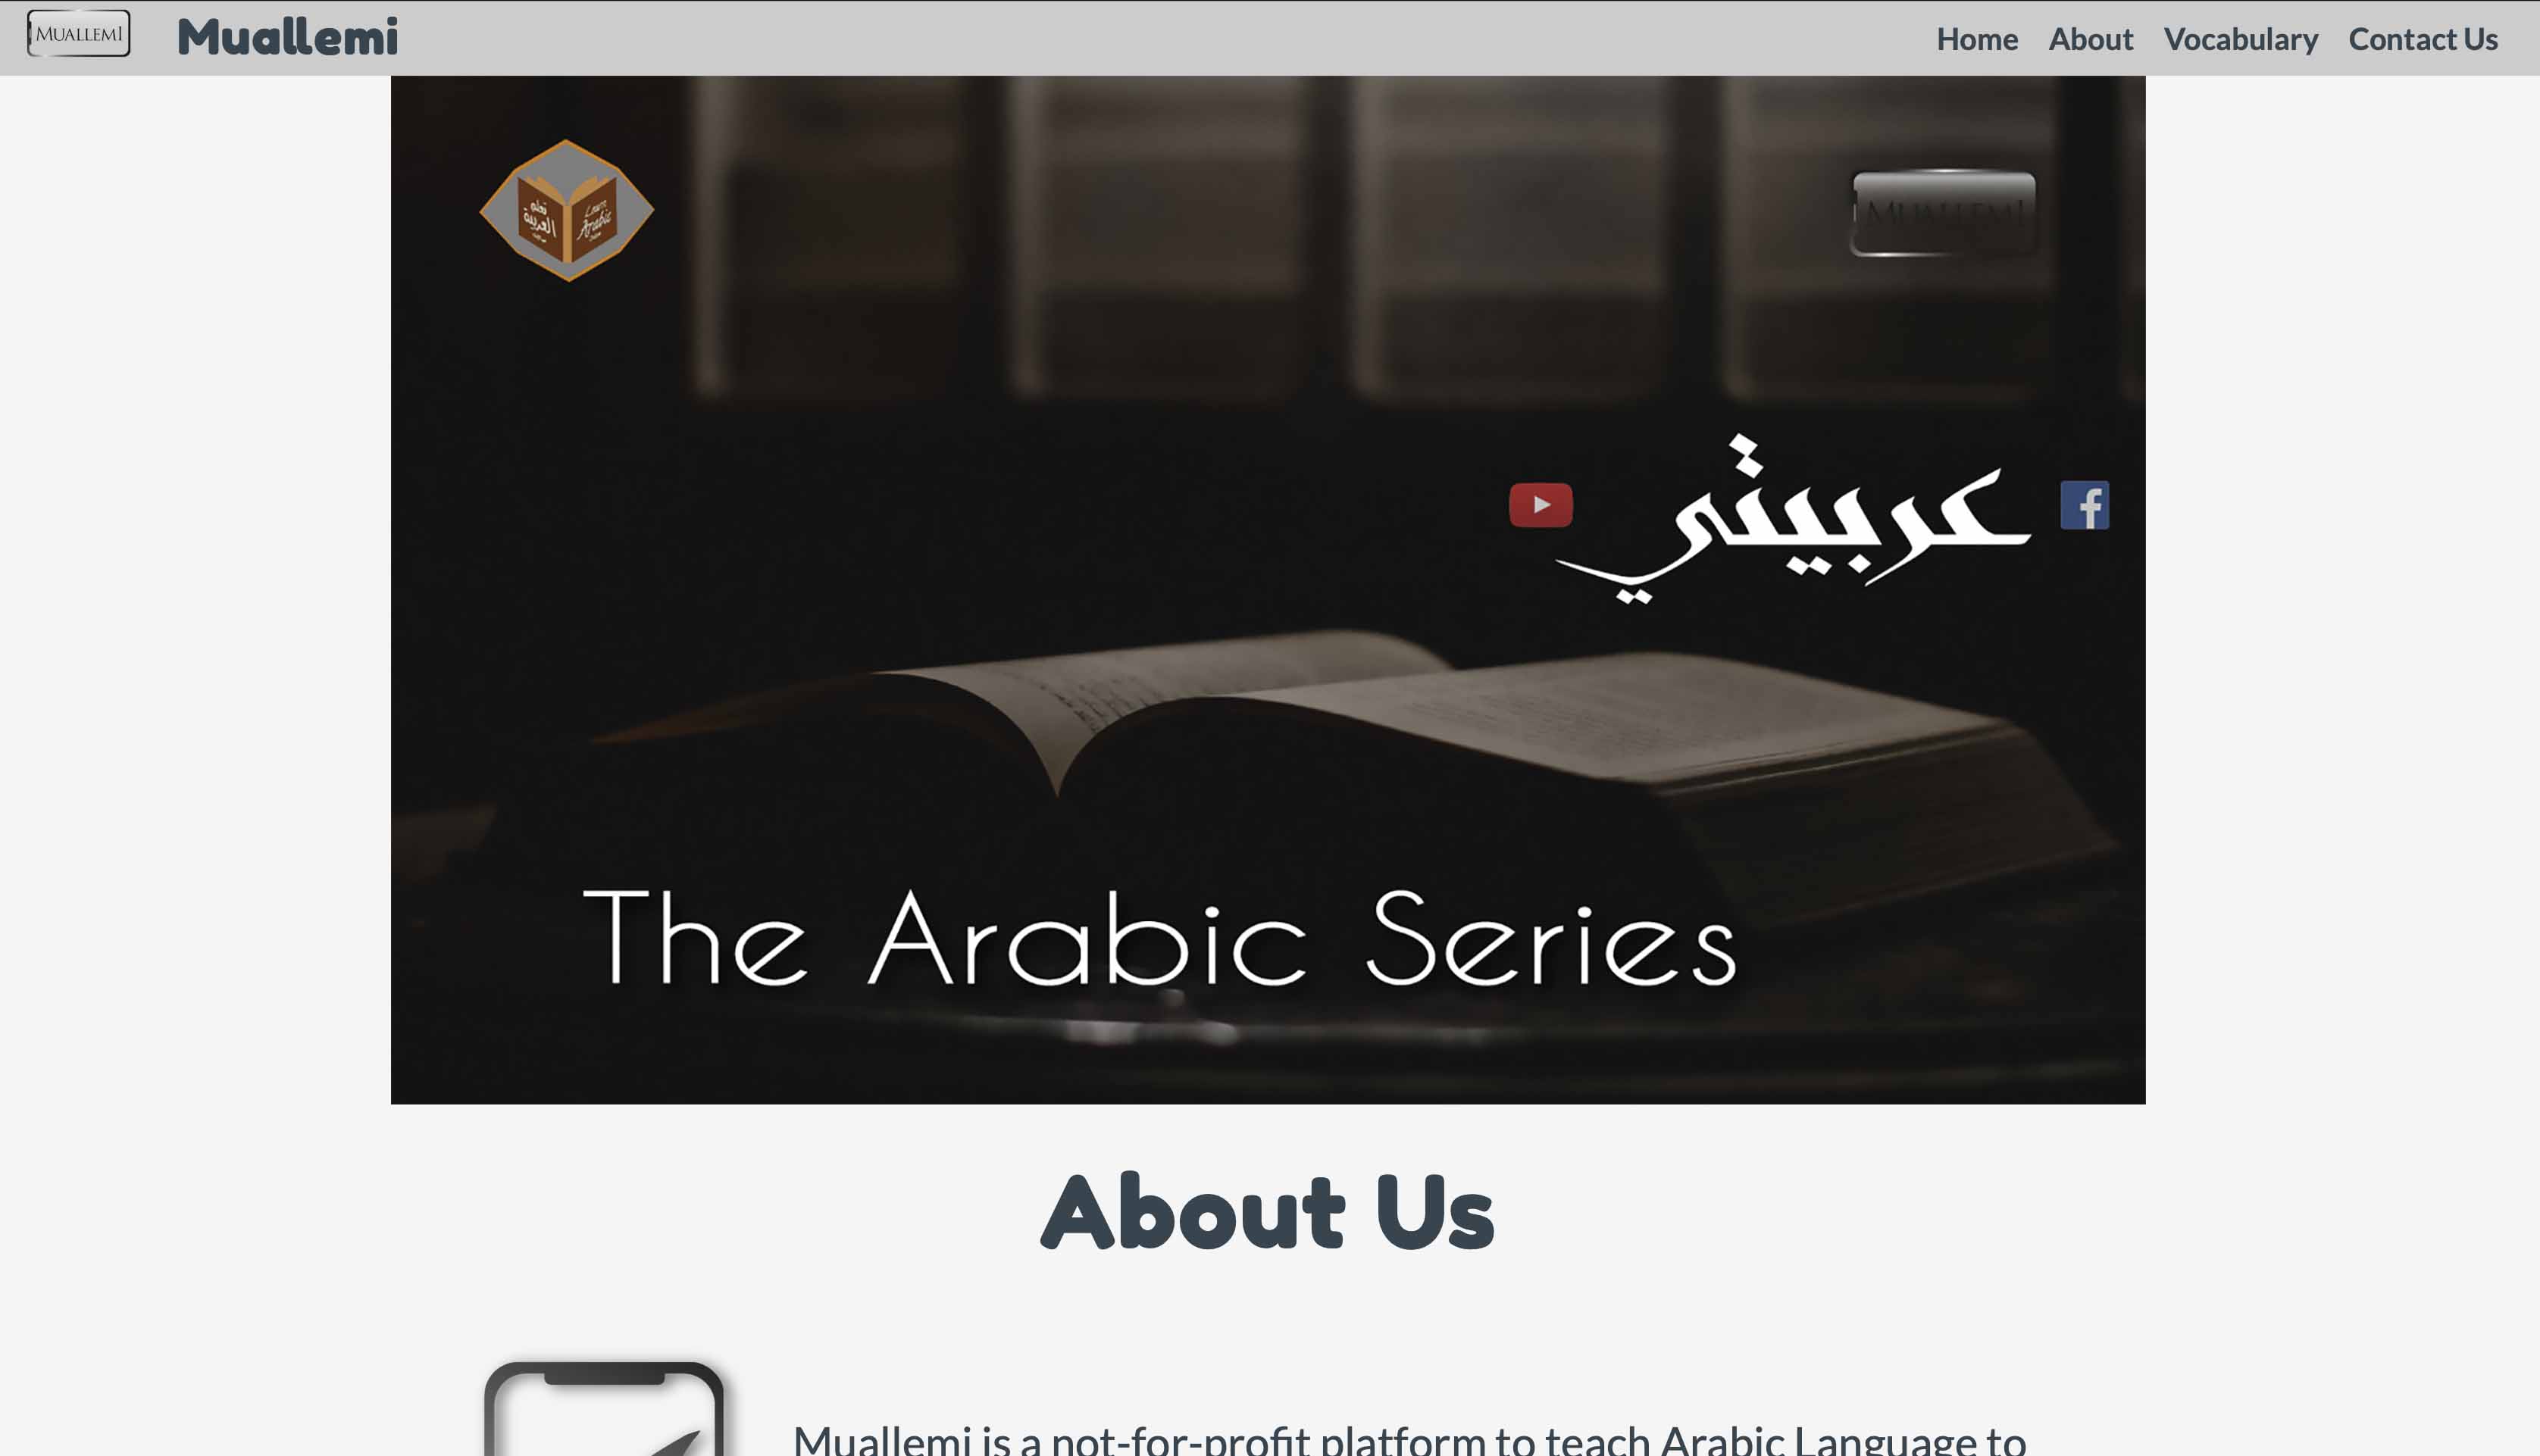 MUALLEMI
Muallemi
Home
About
Vocabulary
Contact Us
تعلم
العربية
Learn
Arabic
MUALLEMI
عربيتي
The Arabic Series
About Us
Muallemi is a not-for-profit platform to teach Arabic Language to